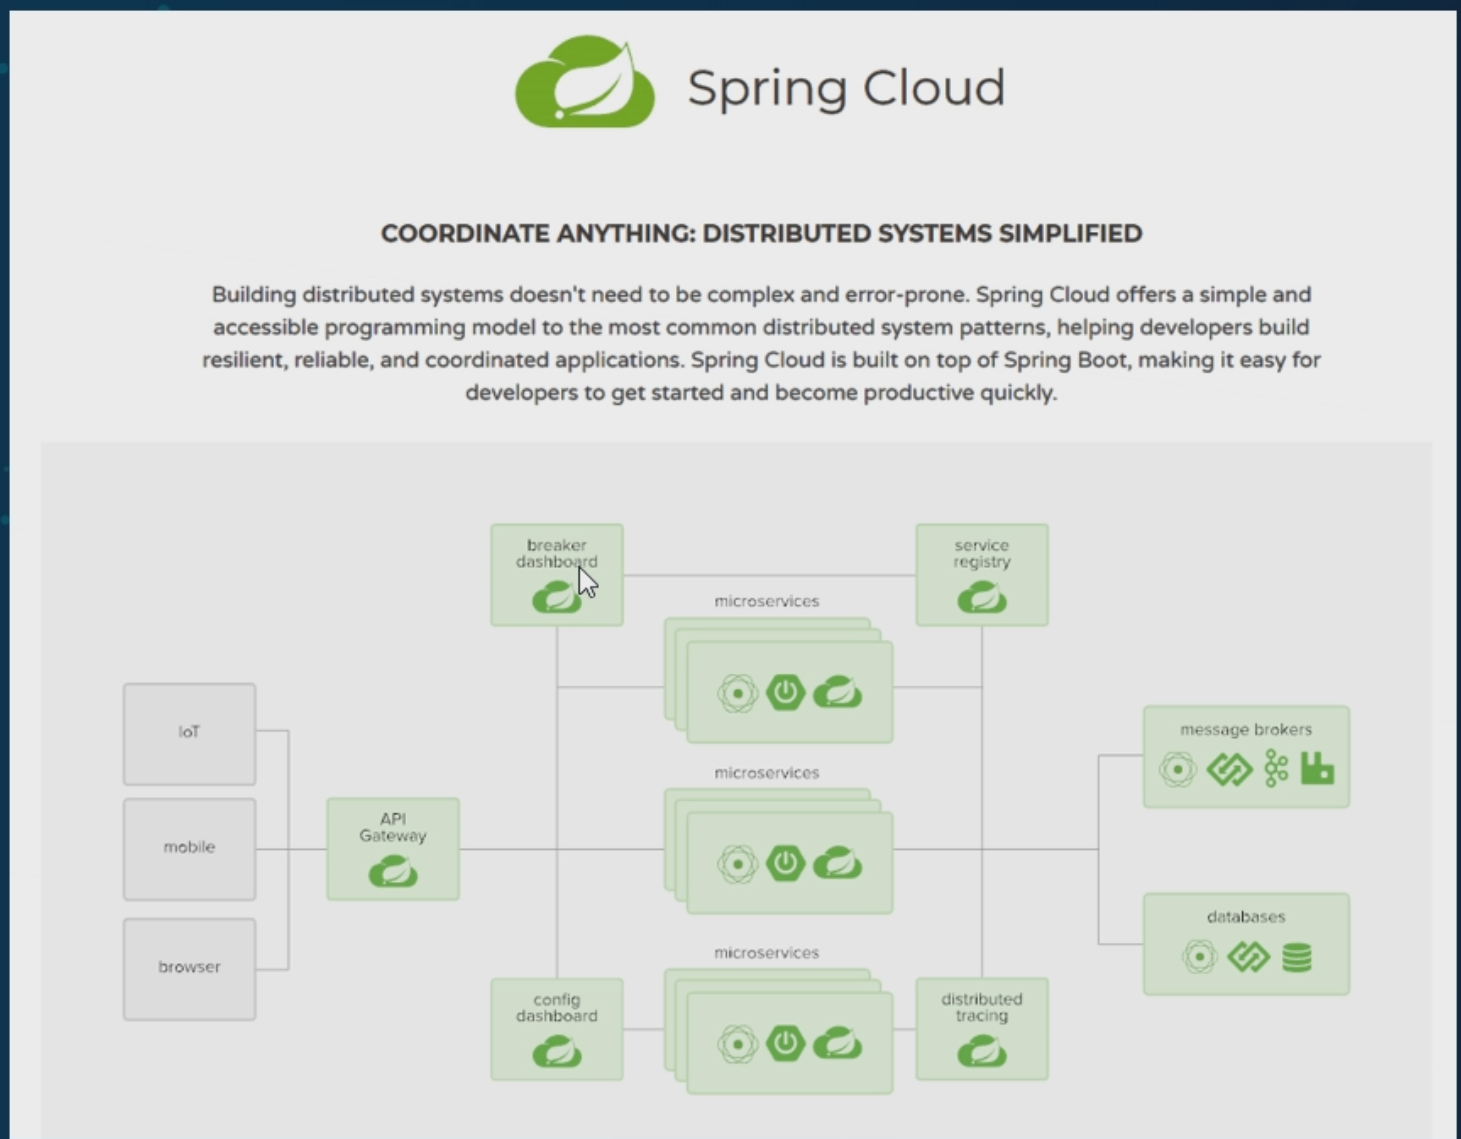 Spring Cloud
COORDINATE ANYTHING: DISTRIBUTED SYSTEMS SIMPLIFIED
Building distributed systems doesn't need to be complex and error-prone. Spring Cloud offers a simple and
accessible programming model to the most common distributed system patterns, helping developers build
resilient, reliable, and coordinated applications. Spring Cloud is built on top of Spring Boot, making it easy for
developers to get started and become productive quickly.
breaker
dashboard
service
registry
microservices
IoT
message brokers
microservices
mobile
API
Gateway
databases
browser
microservices
config
dashboard
distributed
tracing